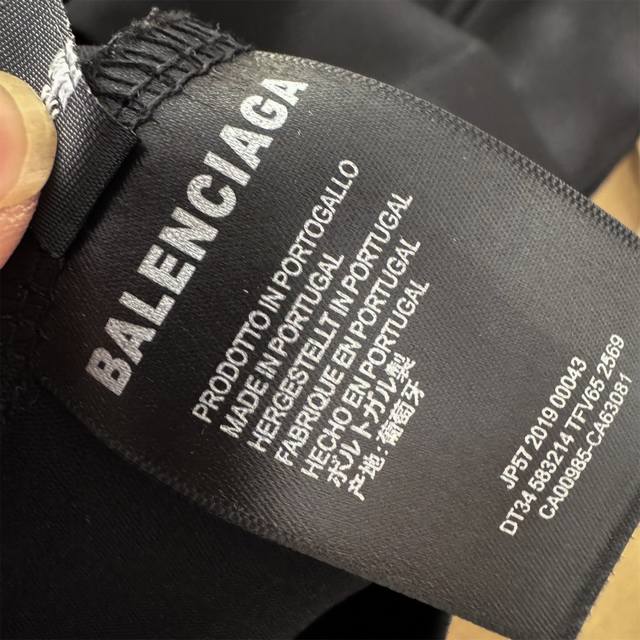 BALENCIAGA
PRODOTTO IN PORTOGALLO
MADE IN PORTUGAL
HERGESTELLT IN PORTUGAL
FABRIQUE EN PORTUGAL
HECHO EN PORTUGAL
ポルトガル製
产地:葡萄牙
JP57 2019 00043
DT34 583214 TFV65 2569
CA00985-CA63081